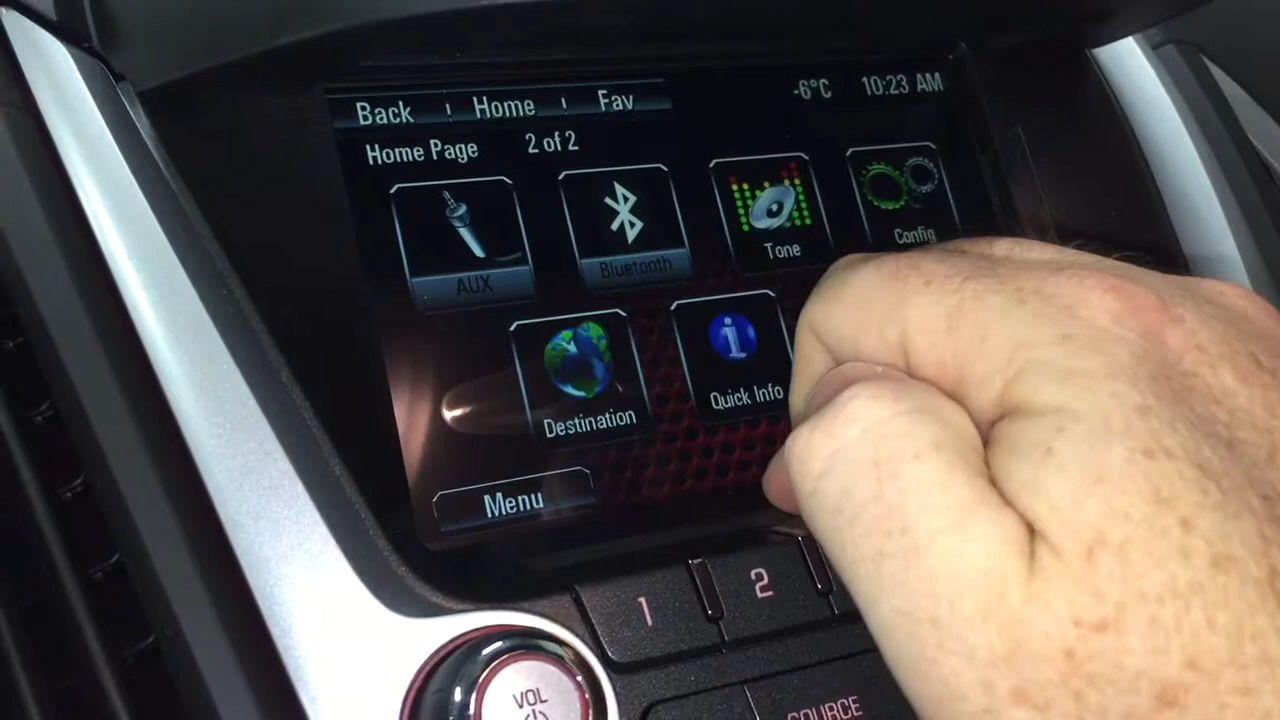 Back Home Fav -6°C 10:23 AM
Home Page 2 of 2
AUX Bluetooth Tone Config
Destination Quick Info
Menu
1 2
VOL SOURCE